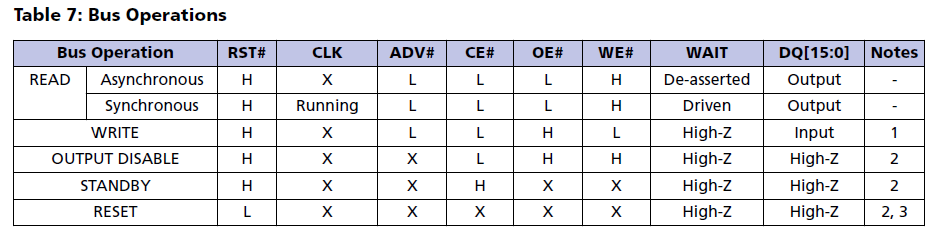 Table 7: Bus Operations
Bus Operation RST# CLK ADV# CE# OE# WE# WAIT DQ[15:0] Notes
READ Asynchronous H X L L L H De-asserted Output -
Synchronous H Running L L L H Driven Output -
WRITE H X L L H L High-Z Input 1
OUTPUT DISABLE H X X L H H High-Z High-Z 2
STANDBY H X X H X X High-Z High-Z 2
RESET L X X X X X High-Z High-Z 2, 3